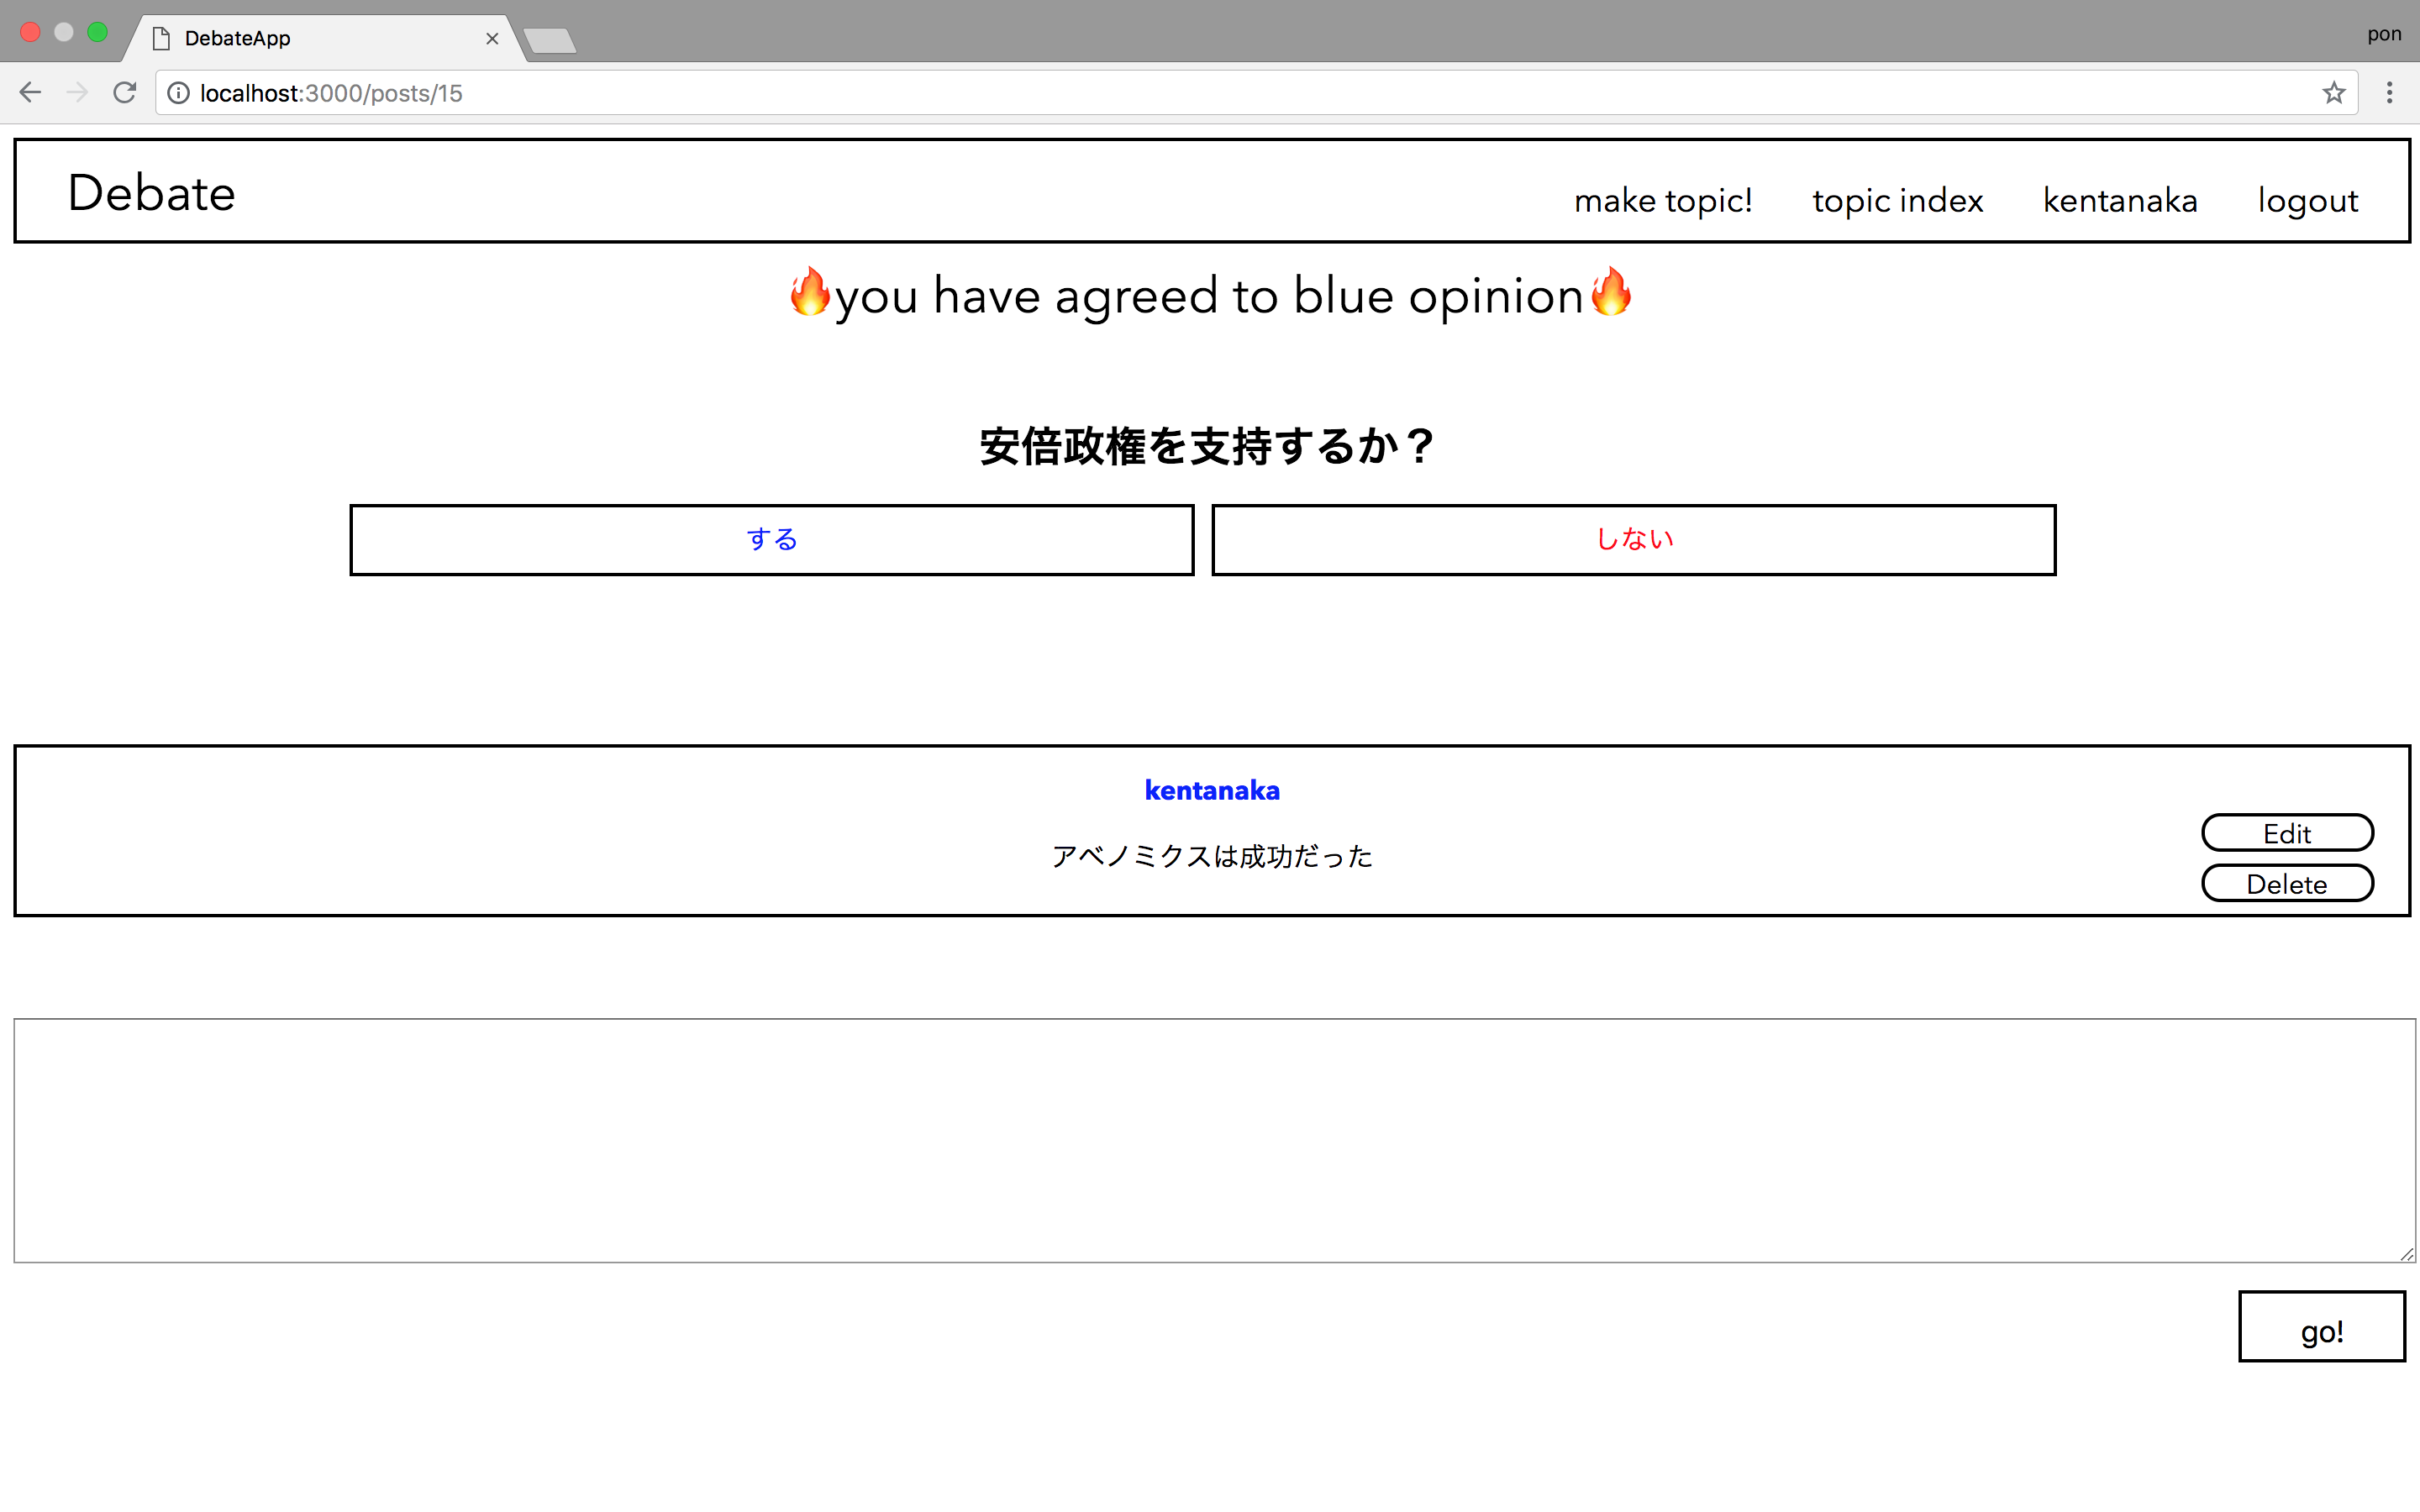 DebateApp
pon
localhost:3000/posts/15
Debate
make topic!
topic index
kentanaka
logout
🔥you have agreed to blue opinion🔥
安倍政権を支持するか？
する
しない
kentanaka
アベノミクスは成功だった
Edit
Delete
go!